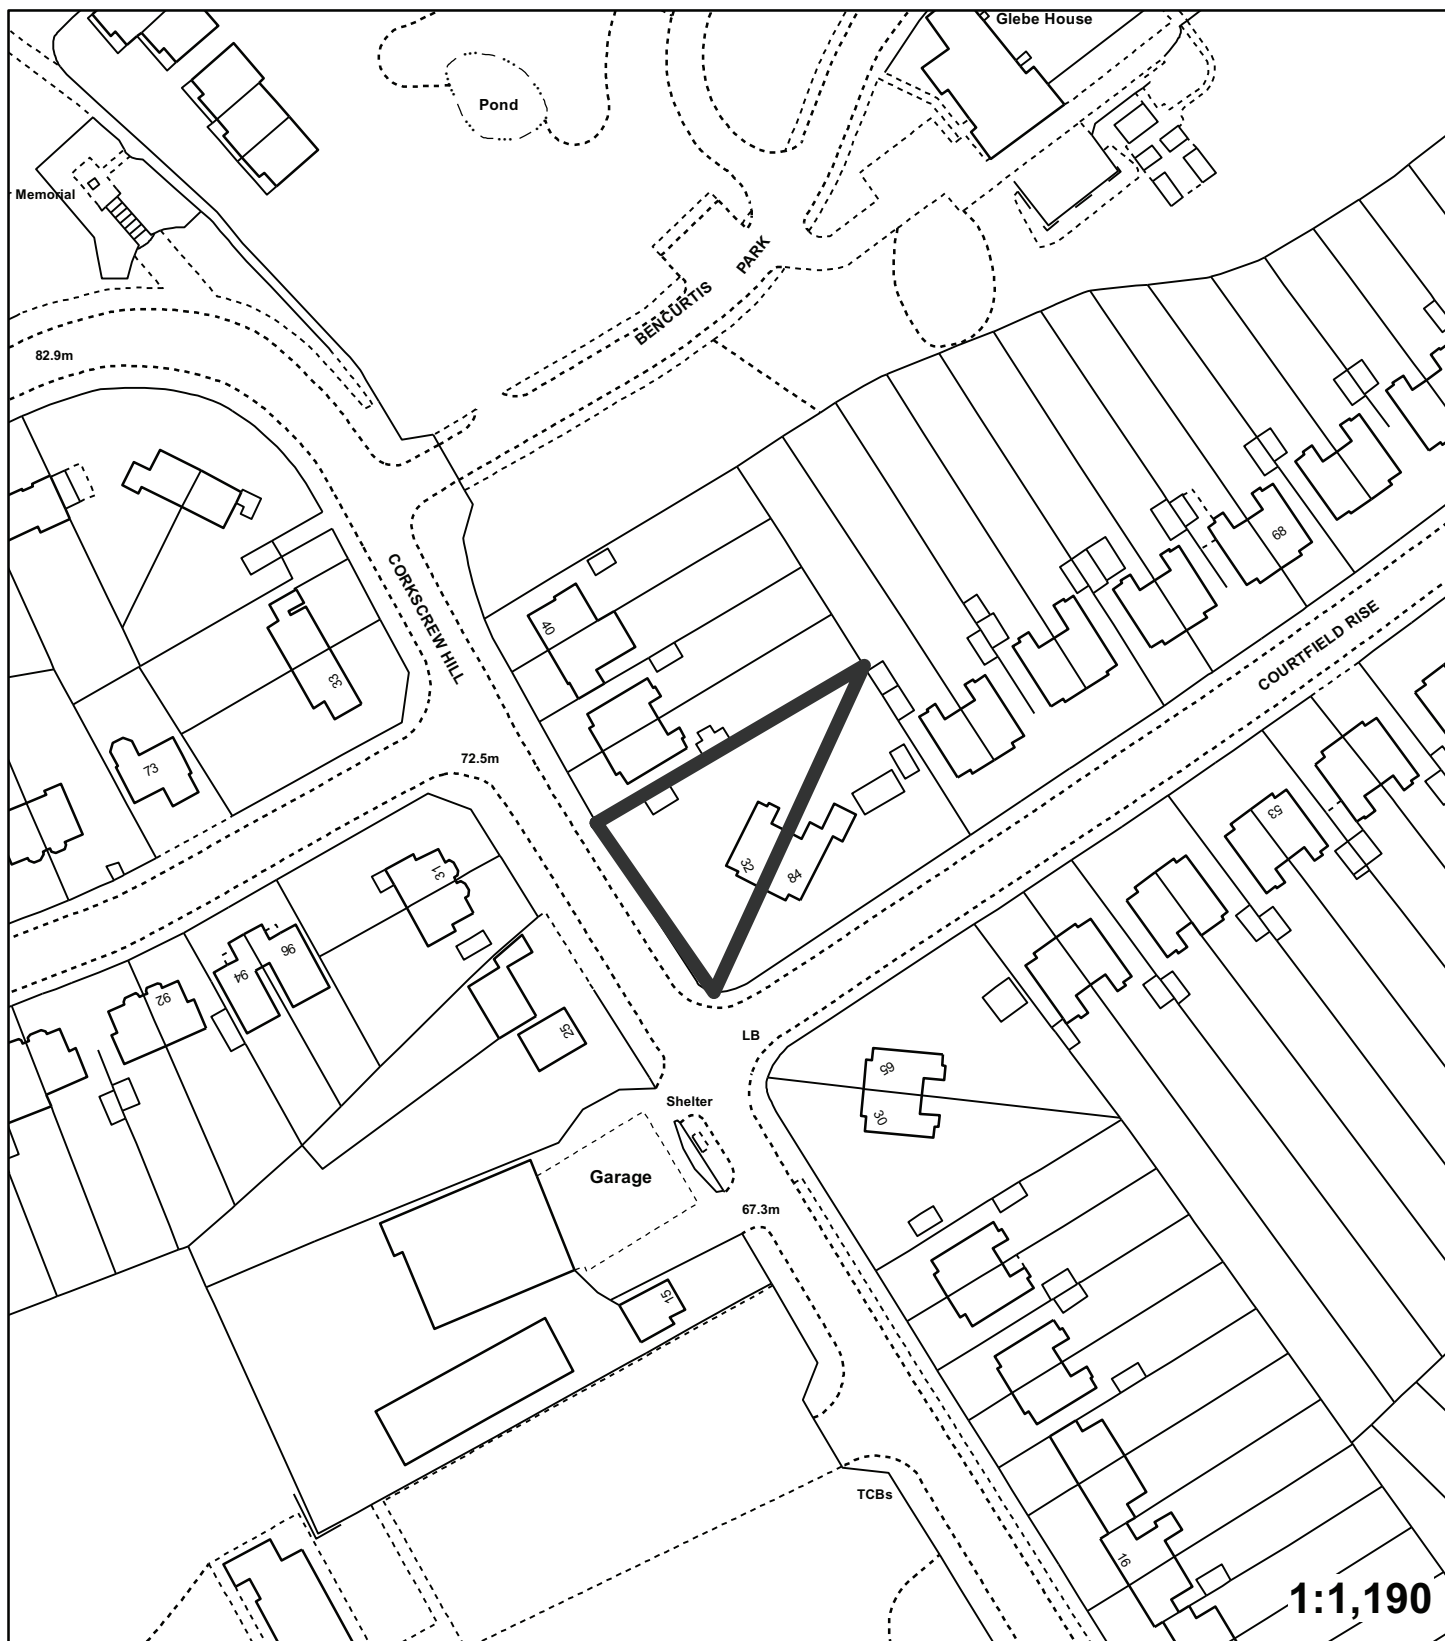 Glebe House
Pond
r Memorial
BENCURTIS PARK
82.9m
CORKSCREW HILL
40
68
COURTFIELD RISE
33
72.5m
73
53
31
32
84
96
94
92
25
LB
65
30
Shelter
Garage
67.3m
15
TCBs
16
1:1,190